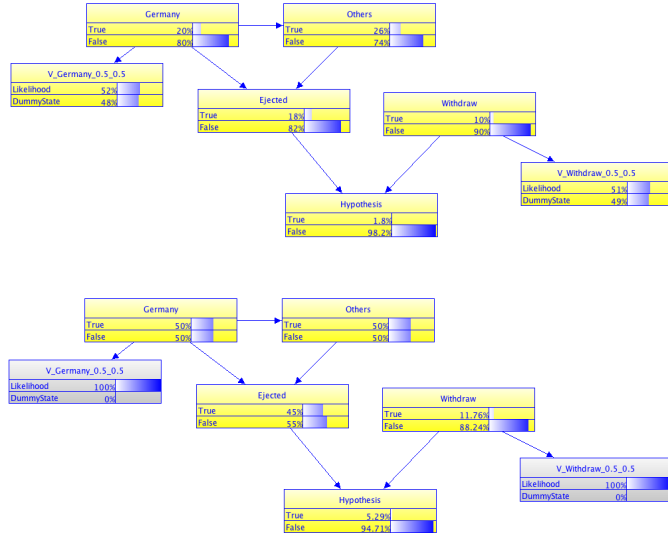 Germany
True 20%
False 80%
Others
True 26%
False 74%
V_Germany_0.5_0.5
Likelihood 52%
DummyState 48%
Ejected
True 18%
False 82%
Withdraw
True 10%
False 90%
V_Withdraw_0.5_0.5
Likelihood 51%
DummyState 49%
Hypothesis
True 1.8%
False 98.2%
Germany
True 50%
False 50%
Others
True 50%
False 50%
V_Germany_0.5_0.5
Likelihood 100%
DummyState 0%
Ejected
True 45%
False 55%
Withdraw
True 11.76%
False 88.24%
V_Withdraw_0.5_0.5
Likelihood 100%
DummyState 0%
Hypothesis
True 5.29%
False 94.71%